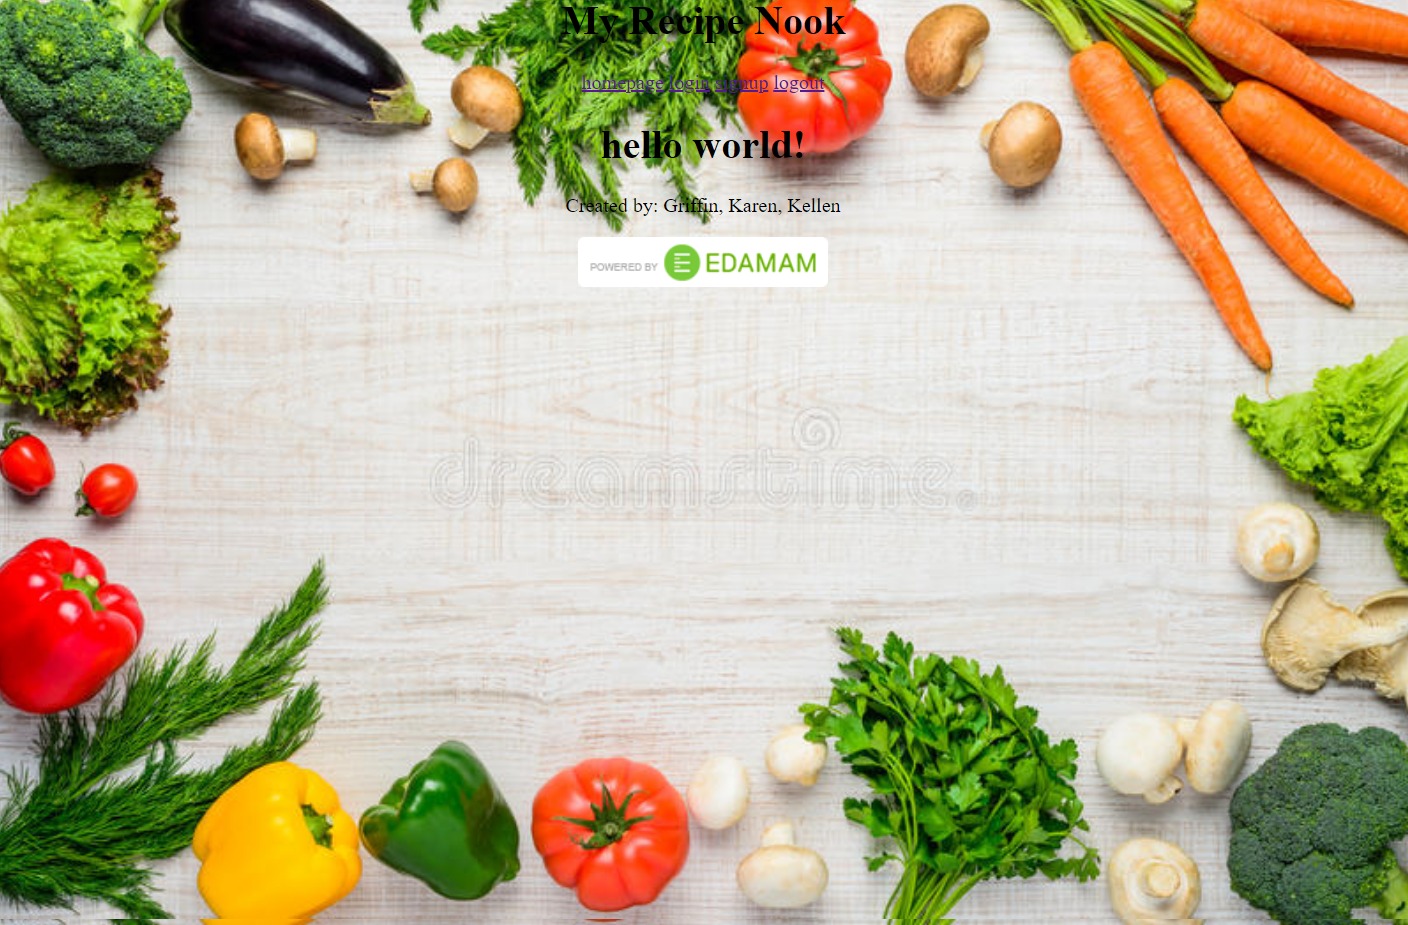 My Recipe Nook
homepage login signup logout
hello world!
Created by: Griffin, Karen, Kellen
POWERED BY EDAMAM
dreamstime.